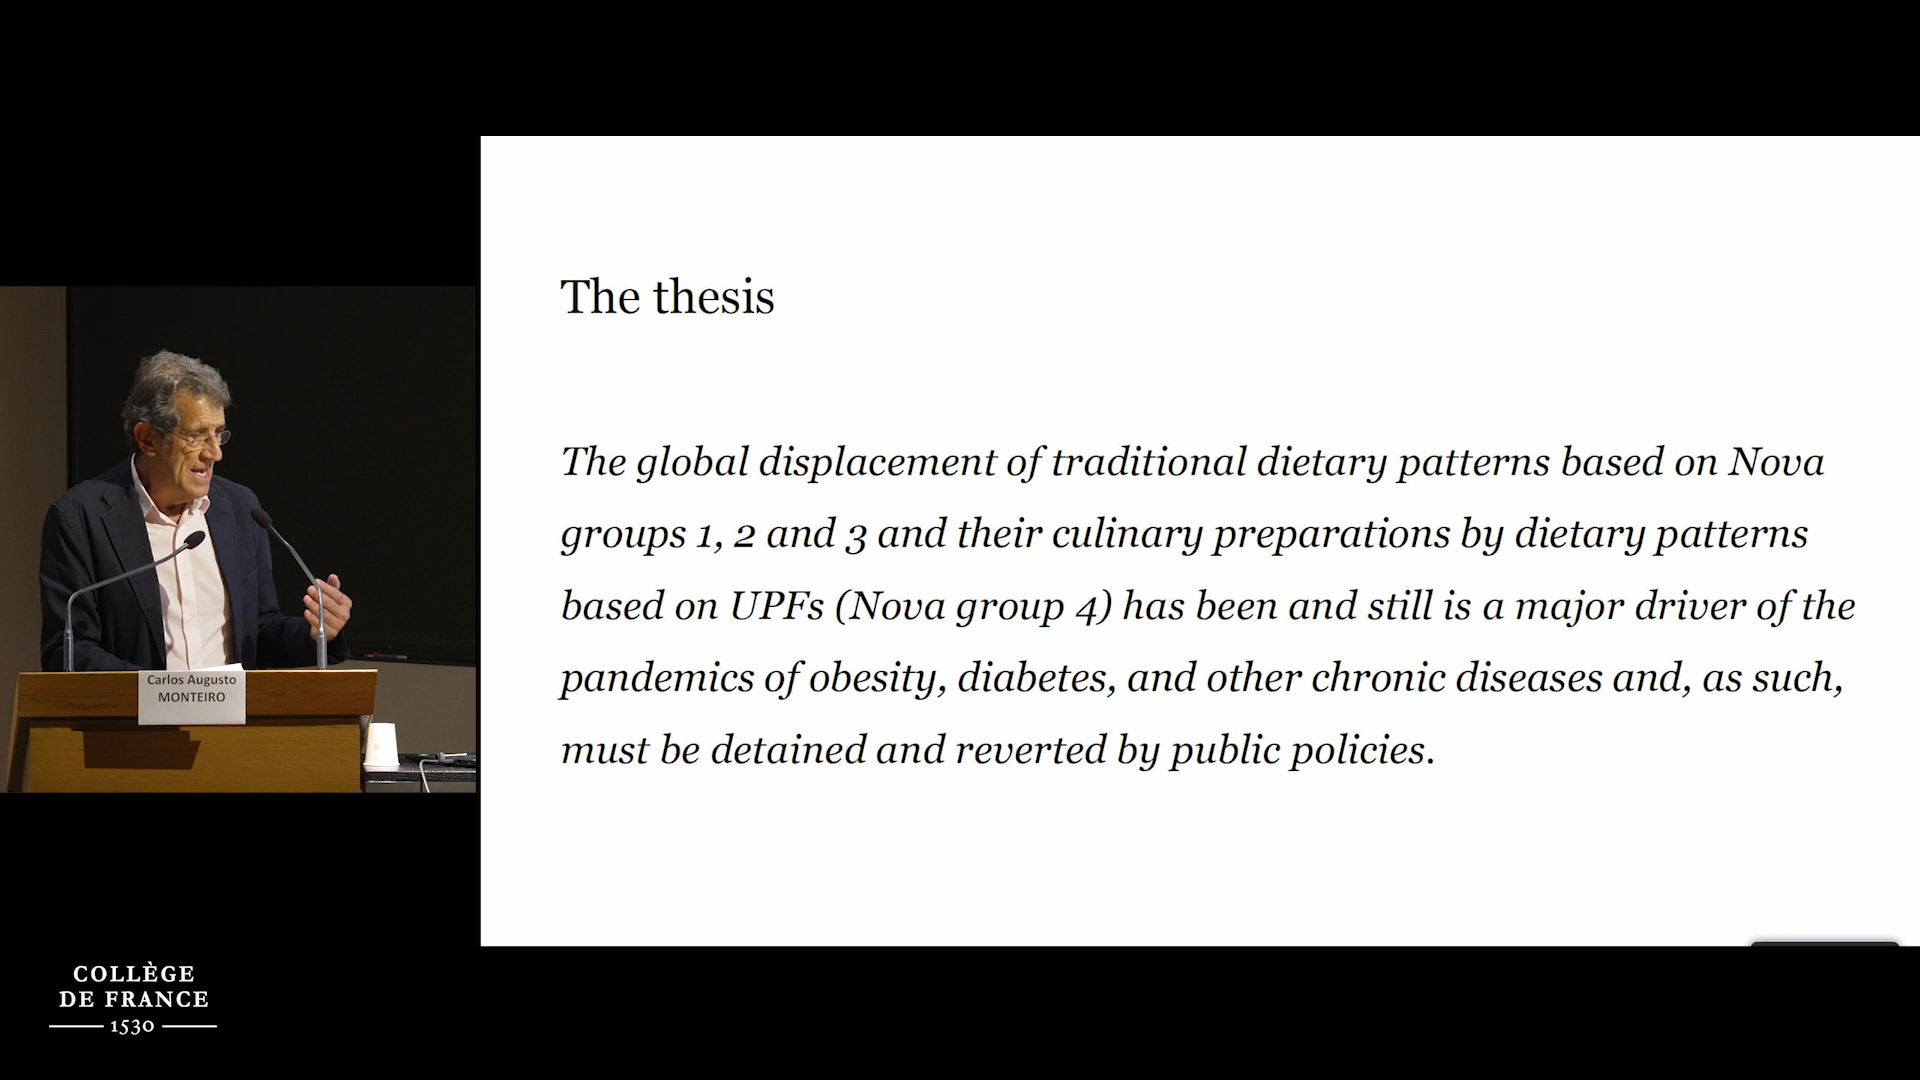 The thesis
The global displacement of traditional dietary patterns based on Nova
groups 1, 2 and 3 and their culinary preparations by dietary patterns
based on UPFs (Nova group 4) has been and still is a major driver of the
pandemics of obesity, diabetes, and other chronic diseases and, as such,
must be detained and reverted by public policies.
Carlos Augusto
MONTEIRO
COLLÈGE
DE FRANCE
1530